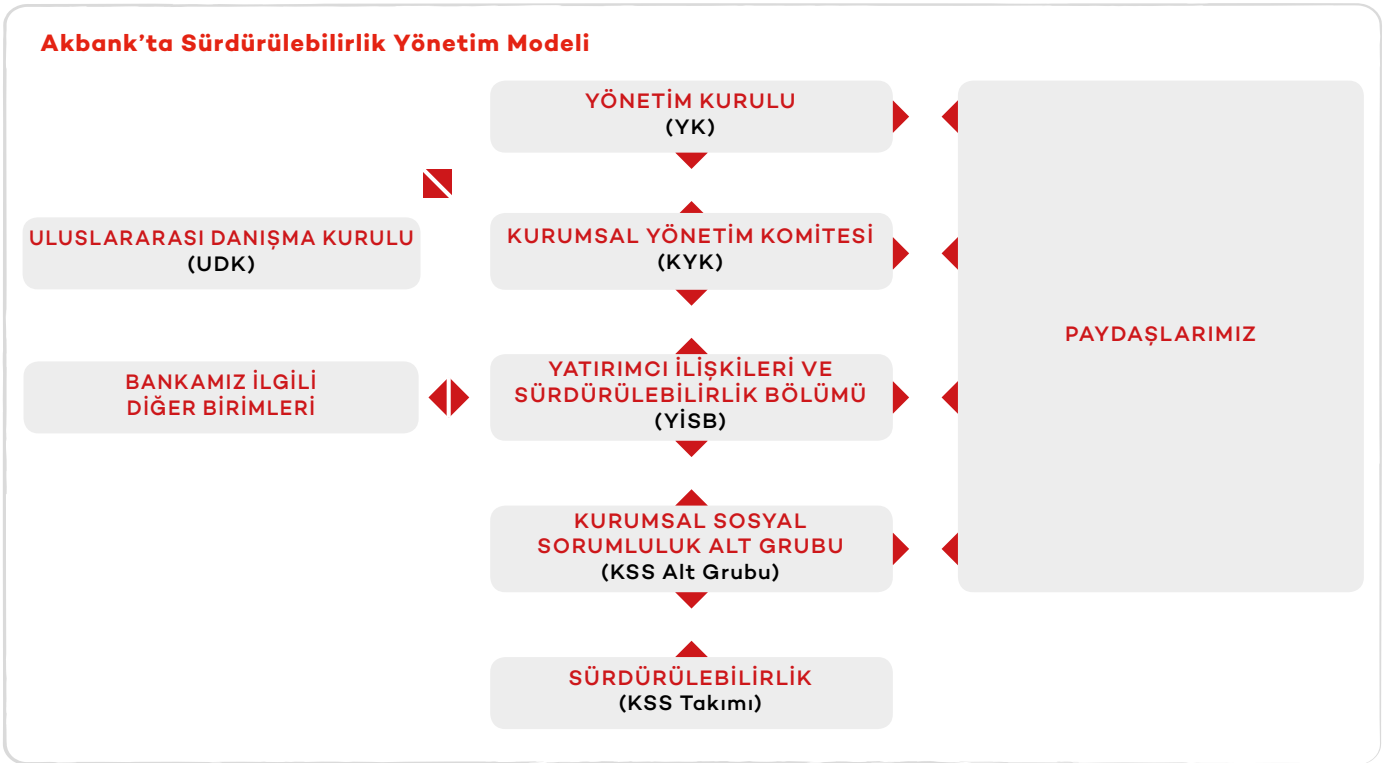 Akbank’ta Sürdürülebilirlik Yönetim Modeli
YÖNETİM KURULU
(YK)
ULUSLARARASI DANIŞMA KURULU
(UDK)
KURUMSAL YÖNETİM KOMİTESİ
(KYK)
PAYDAŞLARIMIZ
BANKAMIZ İLGİLİ
DİĞER BİRİMLERİ
YATIRIMCI İLİŞKİLERİ VE
SÜRDÜRÜLEBİLİRLİK BÖLÜMÜ
(YİSB)
KURUMSAL SOSYAL
SORUMLULUK ALT GRUBU
(KSS Alt Grubu)
SÜRDÜRÜLEBİLİRLİK
(KSS Takımı)